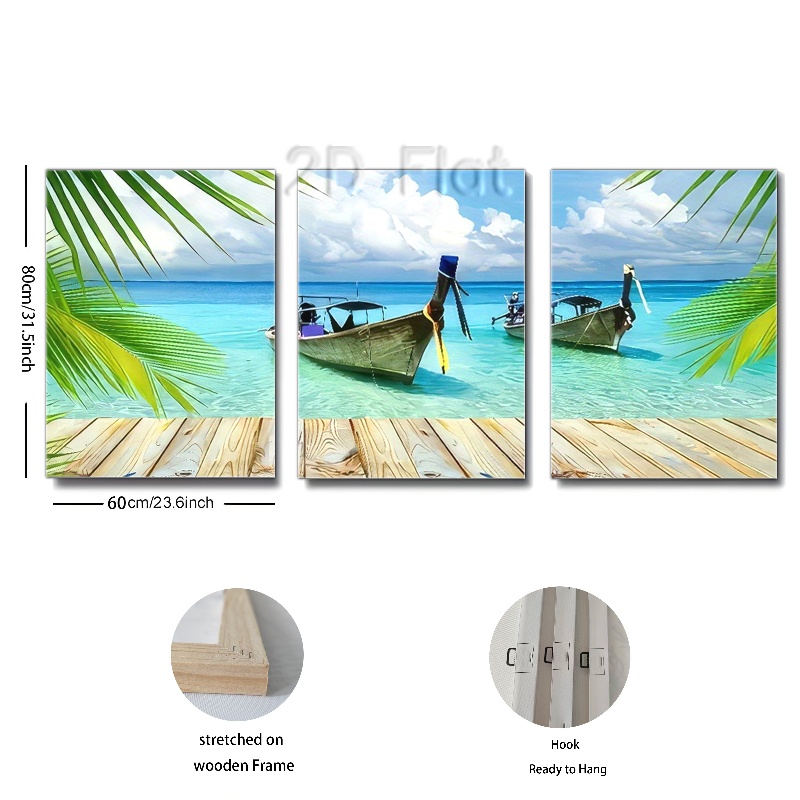 2D Flat
80cm/31.5inch
60cm/23.6inch
stretched on
wooden Frame
Hook
Ready to Hang